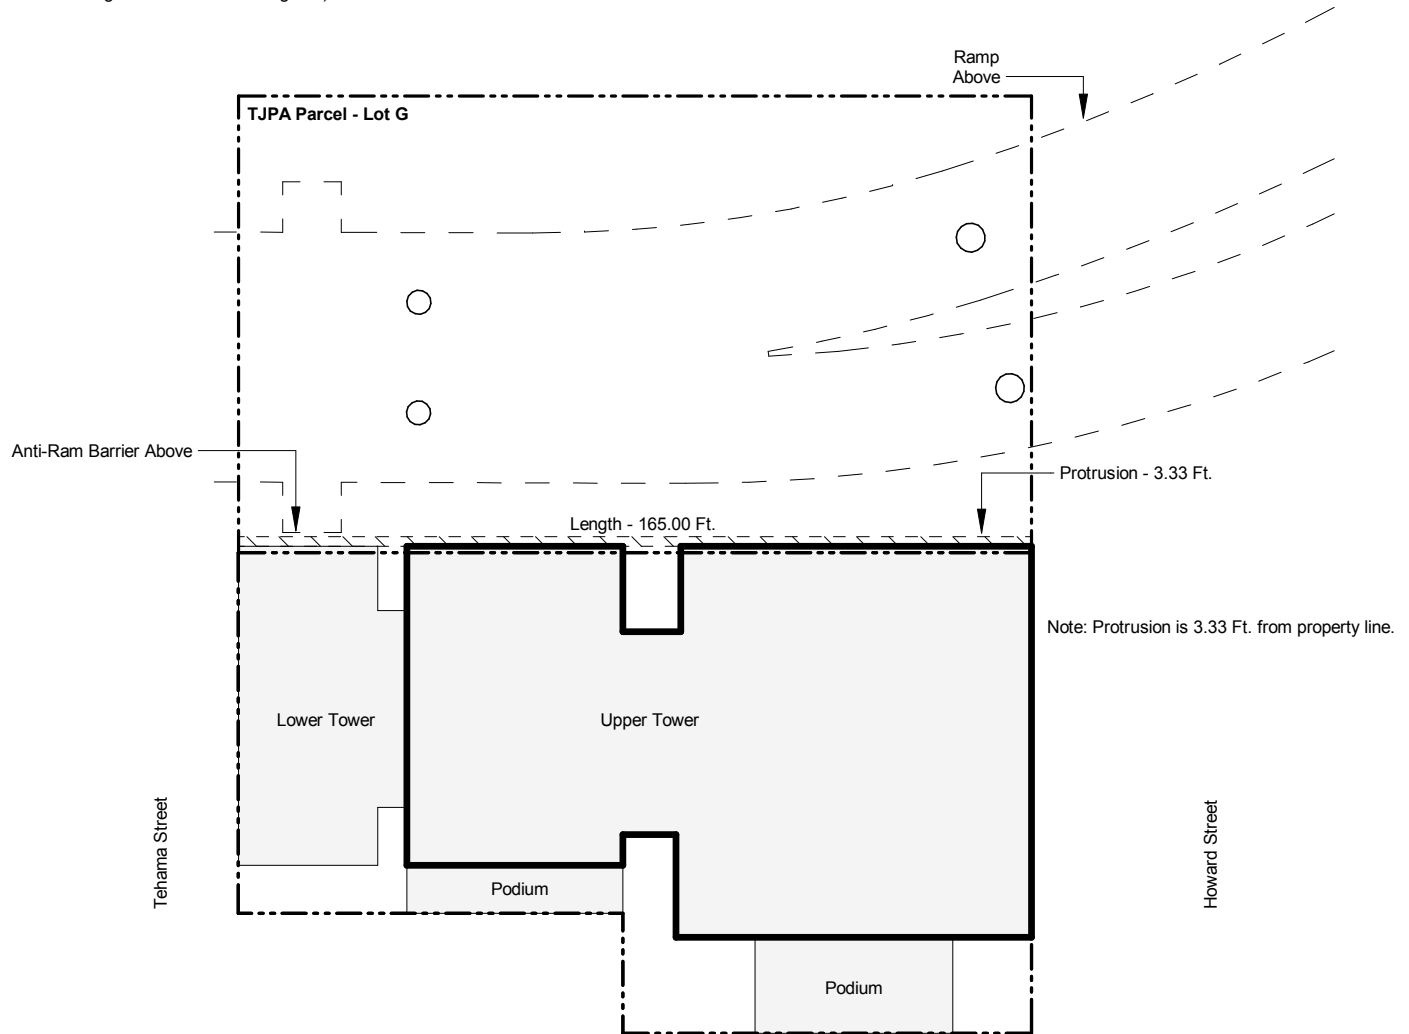 Ramp
Above
TJPA Parcel - Lot G
Anti-Ram Barrier Above
Protrusion - 3.33 Ft.
Length - 165.00 Ft.
Note: Protrusion is 3.33 Ft. from property line.
Lower Tower
Upper Tower
Tehama Street
Howard Street
Podium
Podium